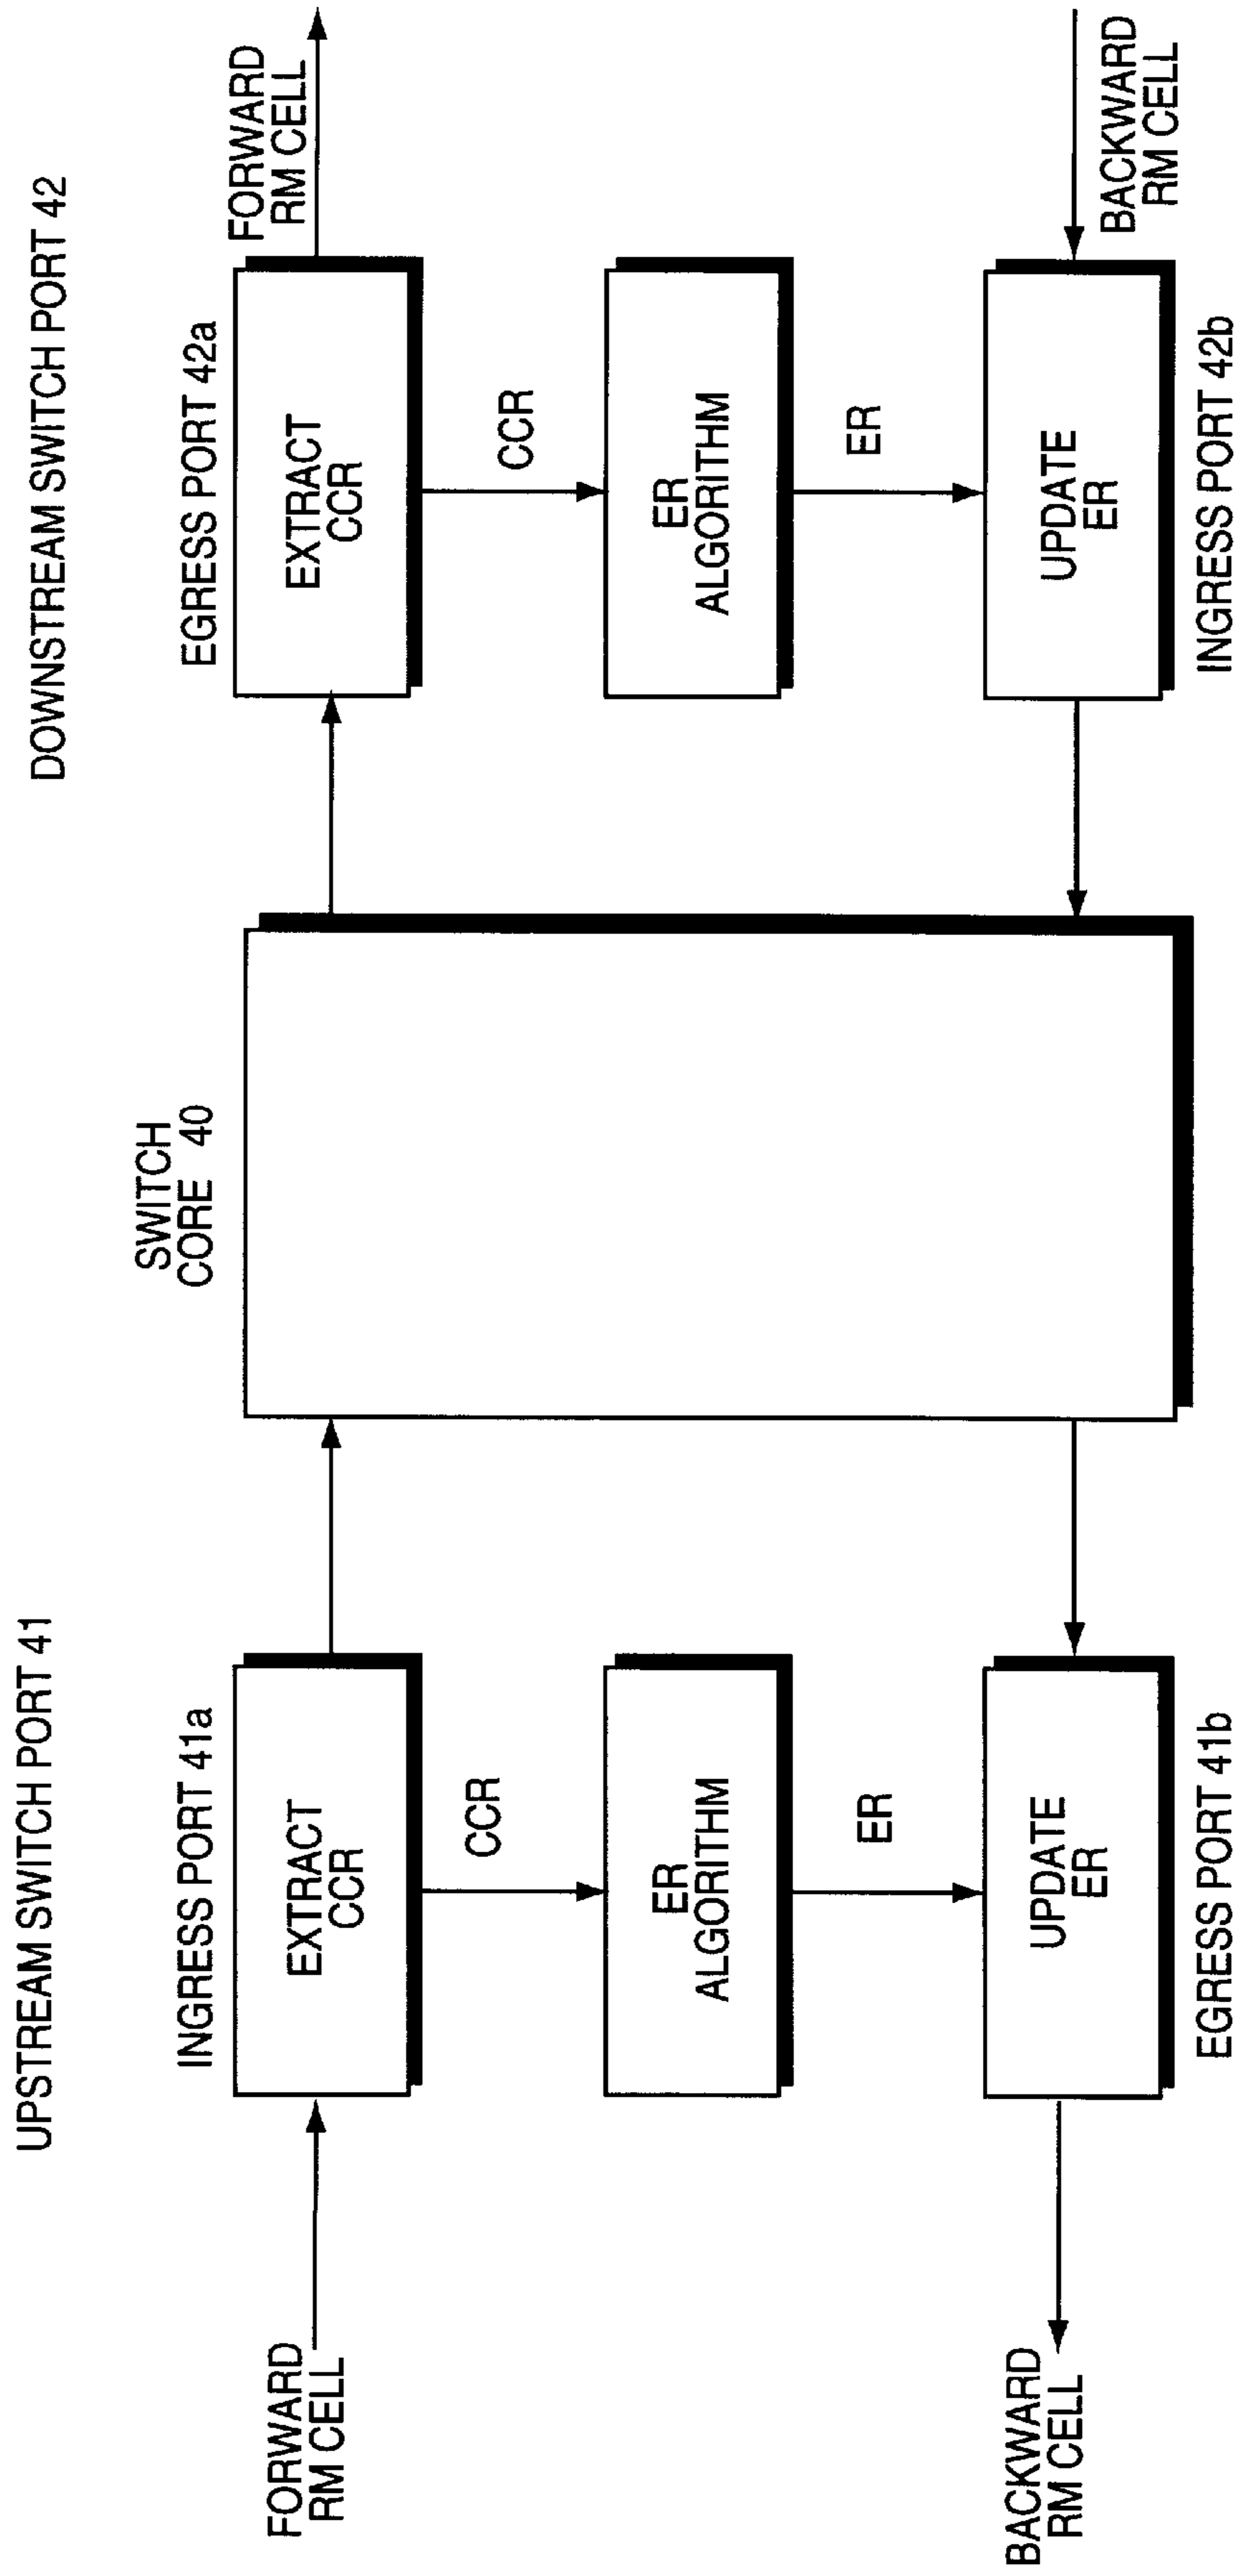 UPSTREAM SWITCH PORT 41
DOWNSTREAM SWITCH PORT 42
SWITCH
CORE 40
INGRESS PORT 41a
EGRESS PORT 42a
FORWARD
RM CELL
EXTRACT
CCR
EXTRACT
CCR
FORWARD
RM CELL
CCR
CCR
ER
ALGORITHM
ER
ALGORITHM
ER
ER
BACKWARD
RM CELL
UPDATE
ER
UPDATE
ER
BACKWARD
RM CELL
EGRESS PORT 41b
INGRESS PORT 42b